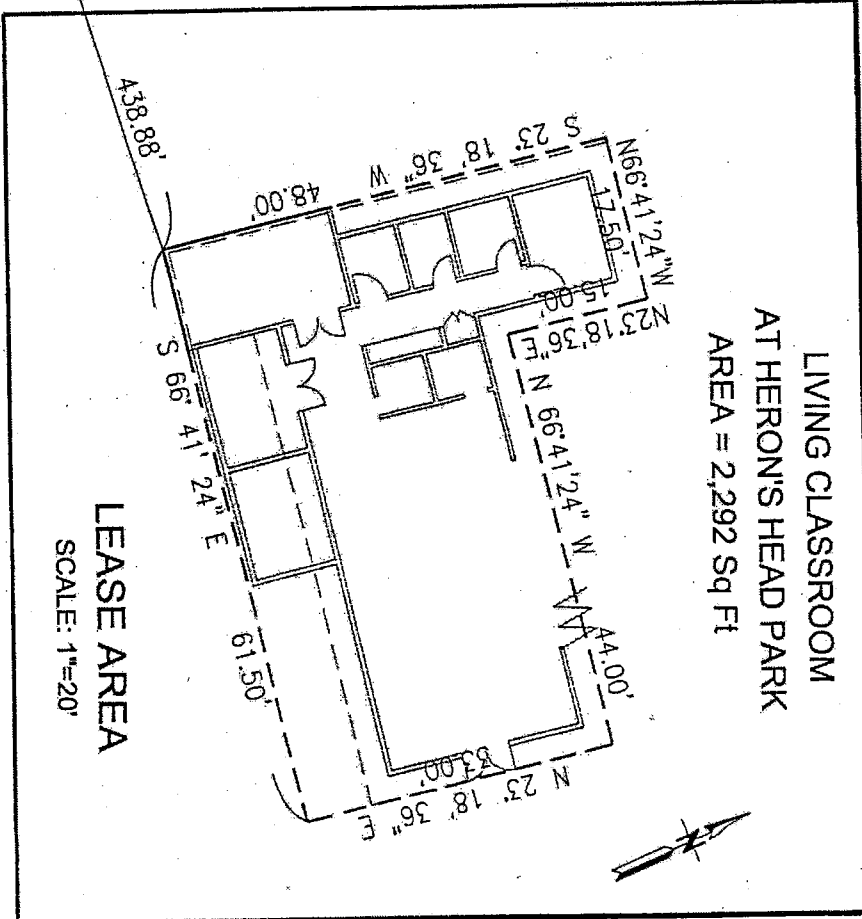 LIVING CLASSROOM
AT HERON'S HEAD PARK
AREA = 2,292 Sq Ft
438.88'
48.00'
S 23° 18' 36" W
N66°41'24"W
17.50'
15.00'
N23°18'36"E
N 66°41'24" W
44.00'
33.00'
N 23° 18' 36" E
S 66° 41' 24" E
61.50'
N
LEASE AREA
SCALE: 1"=20'